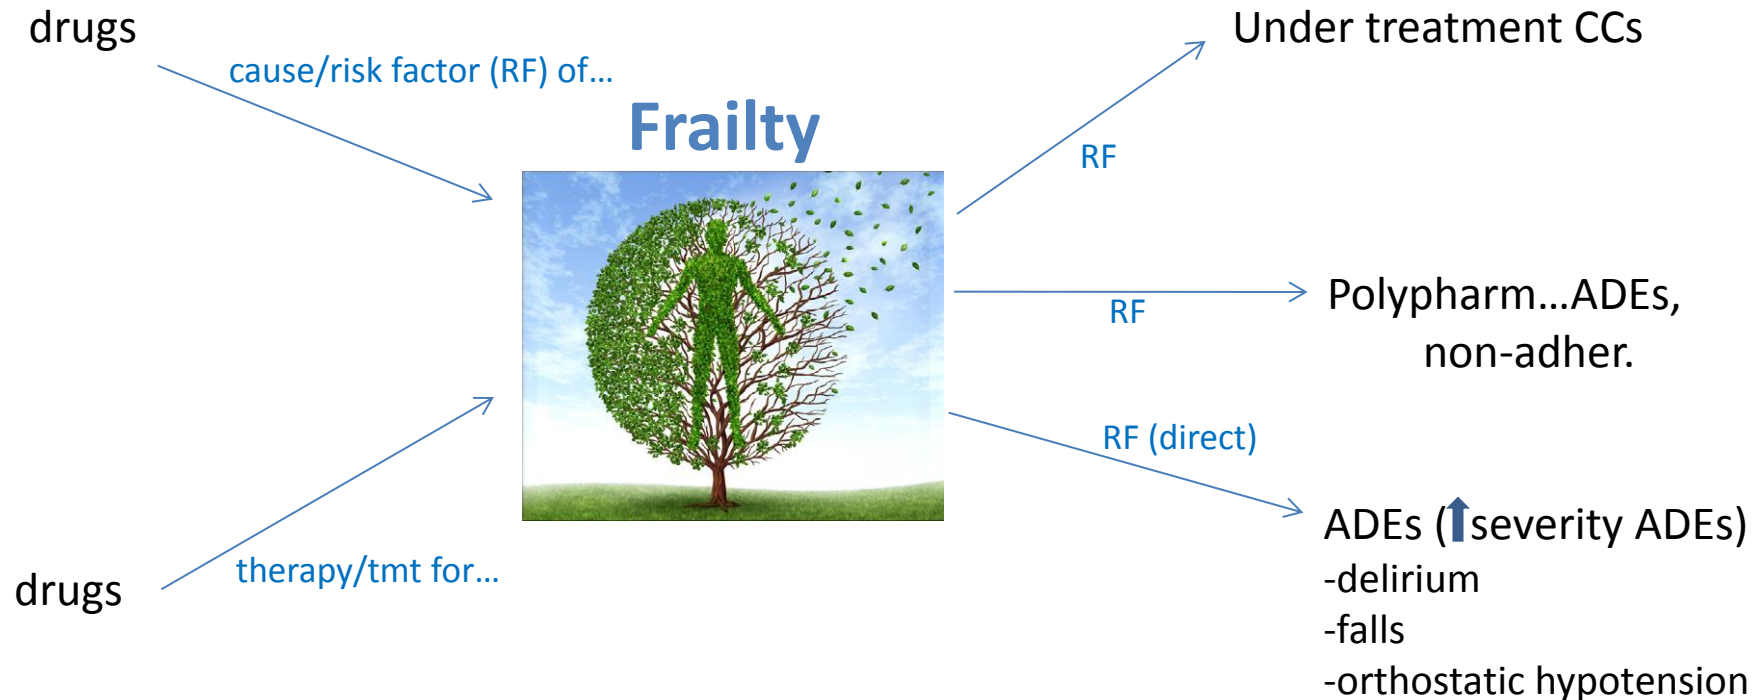 drugs
cause/risk factor (RF) of…
Frailty
Under treatment CCs
RF
RF
Polypharm…ADEs,
non-adher.
RF (direct)
drugs
therapy/tmt for…
ADEs (⬆severity ADEs)
-delirium
-falls
-orthostatic hypotension